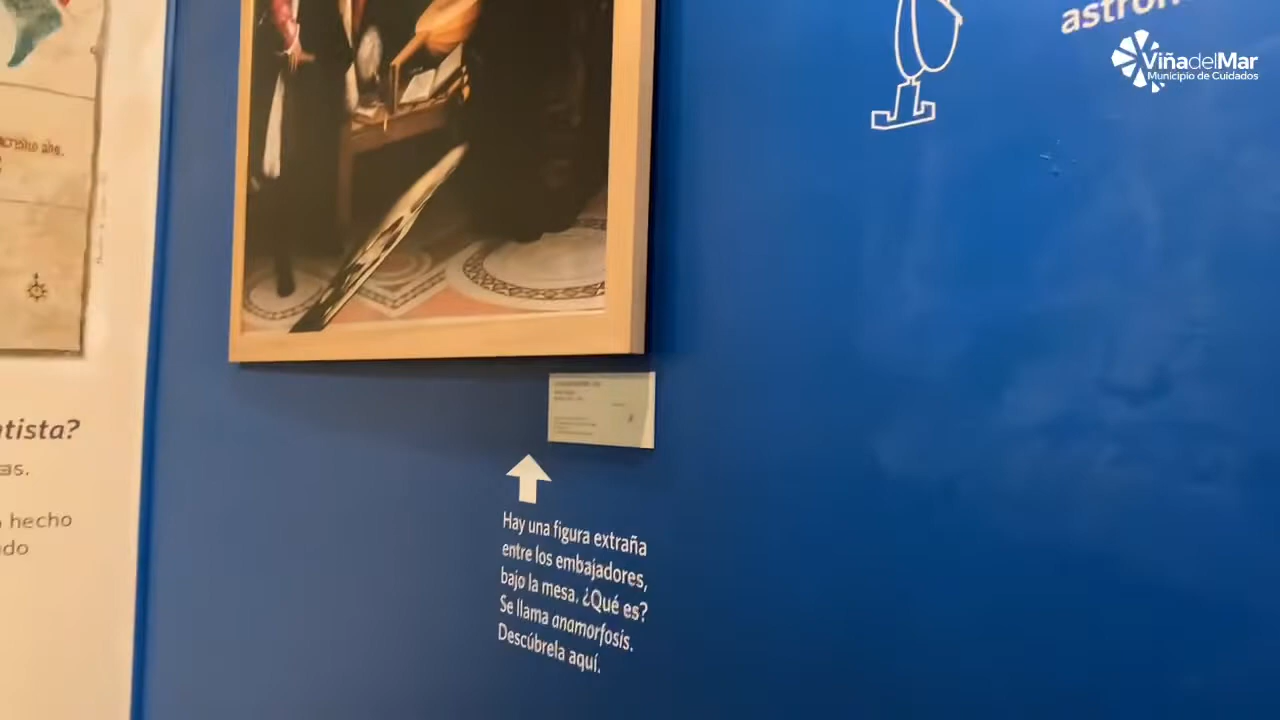 astron
ViñadelMar
Municipio de Cuidados
tista?
as.
hecho
do
Hay una figura extraña
entre los embajadores,
bajo la mesa. ¿Qué es?
Se llama anamorfosis.
Descúbrela aquí.